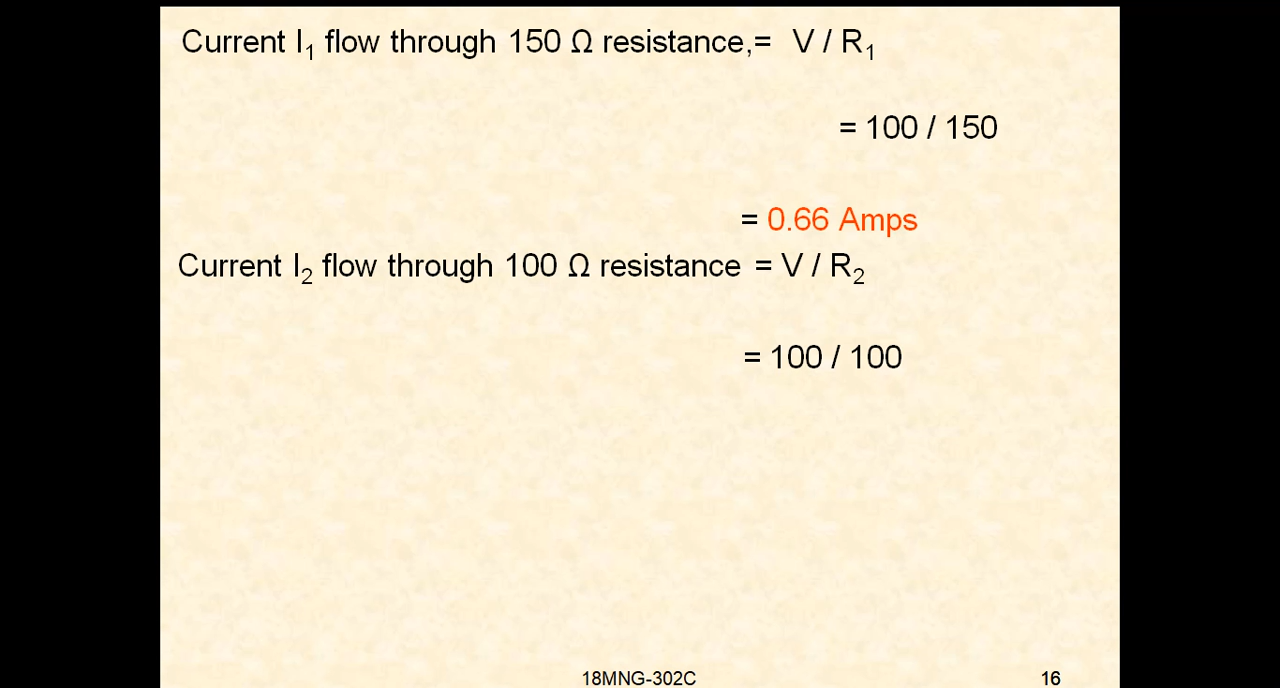 Current I₁ flow through 150 Ω resistance,= V / R₁
= 100 / 150
= 0.66 Amps
Current I₂ flow through 100 Ω resistance = V / R₂
= 100 / 100
18MNG-302C 16